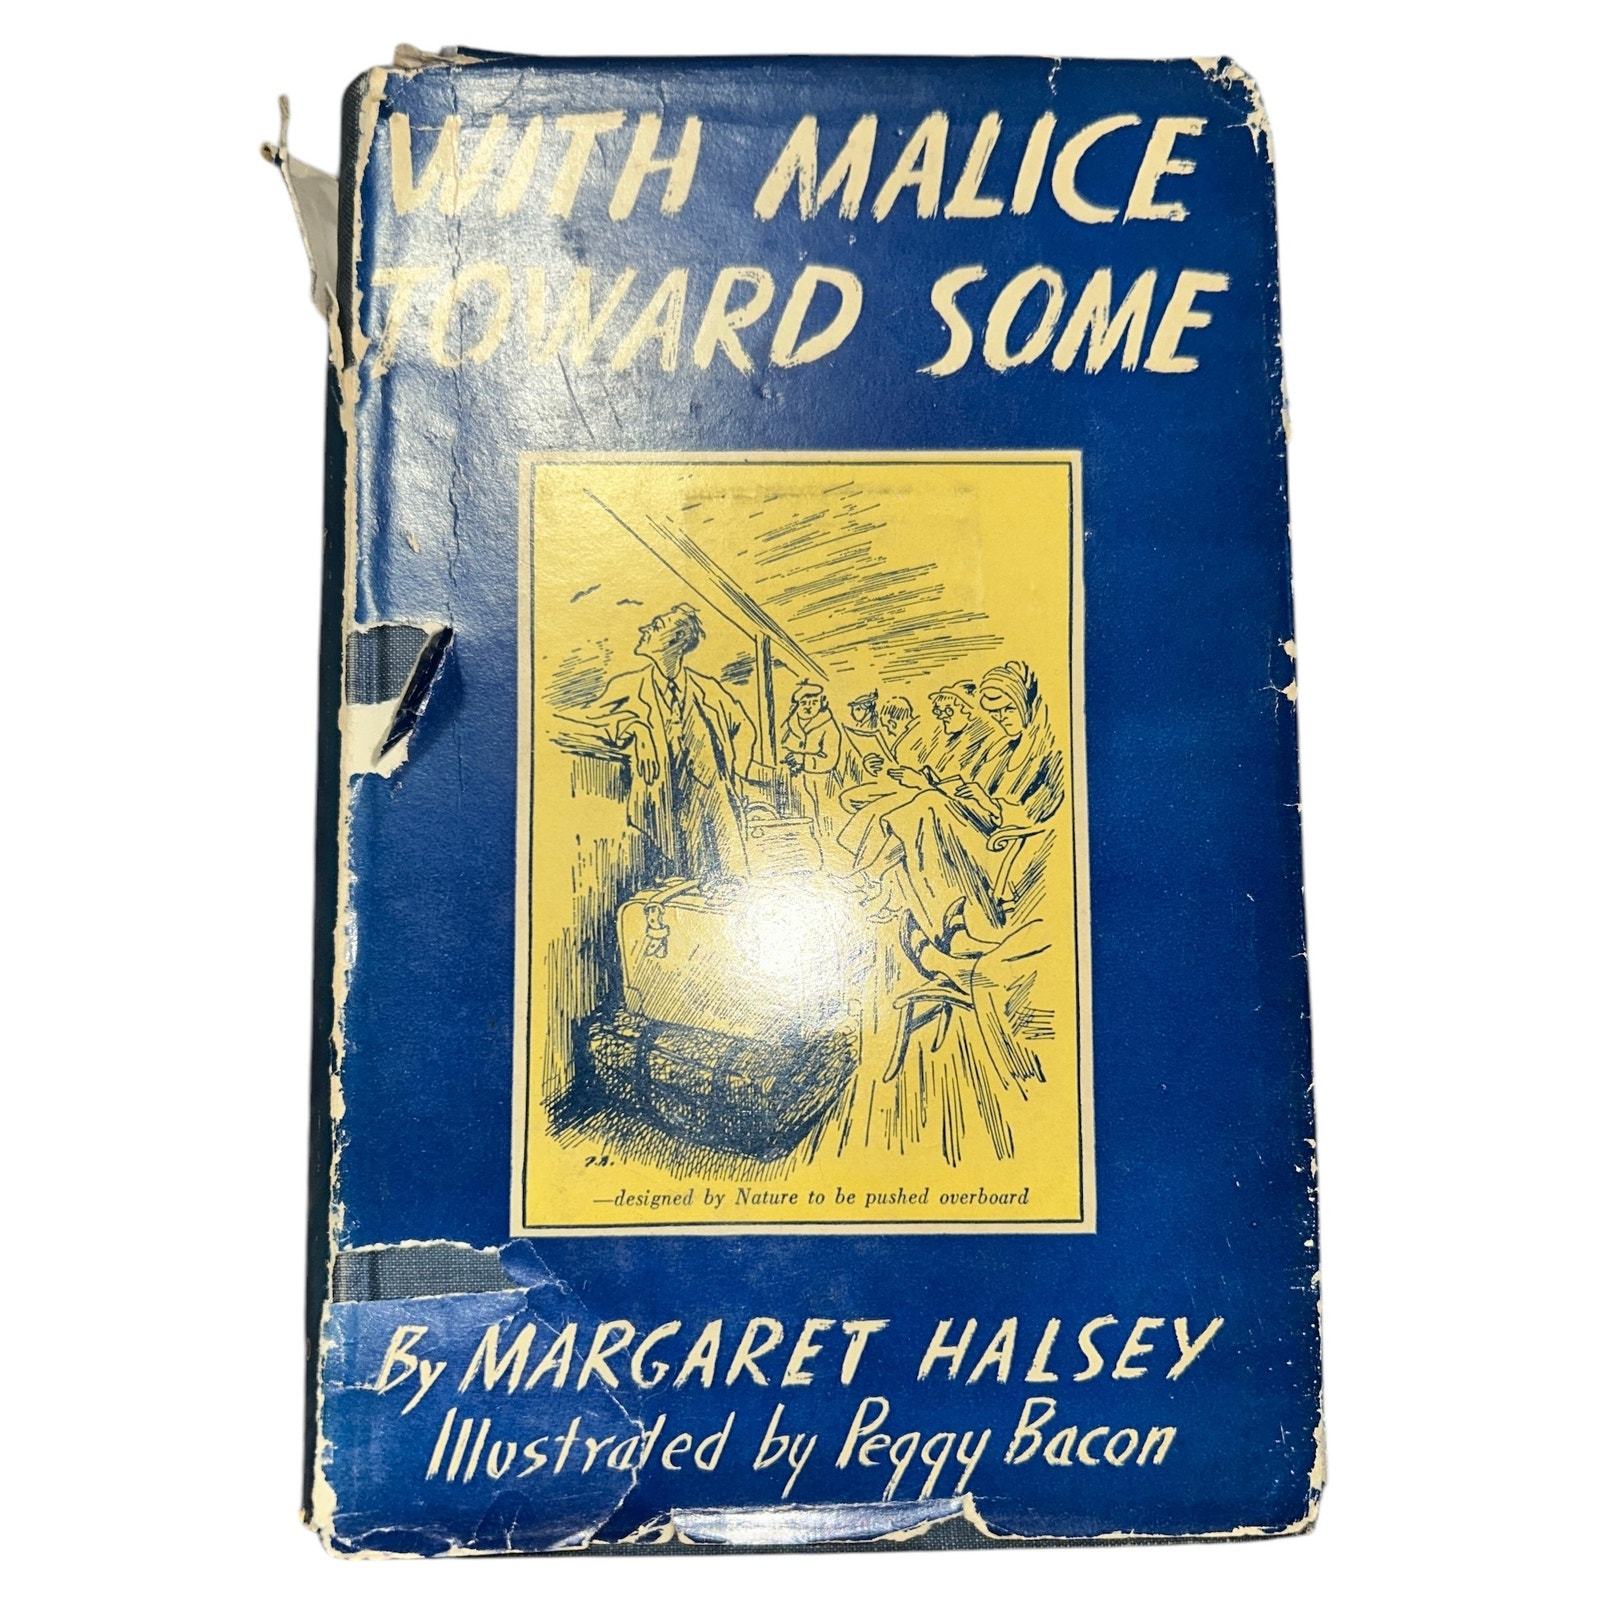 WITH MALICE
TOWARD SOME
P.B.
—designed by Nature to be pushed overboard
By MARGARET HALSEY
Illustrated by Peggy Bacon